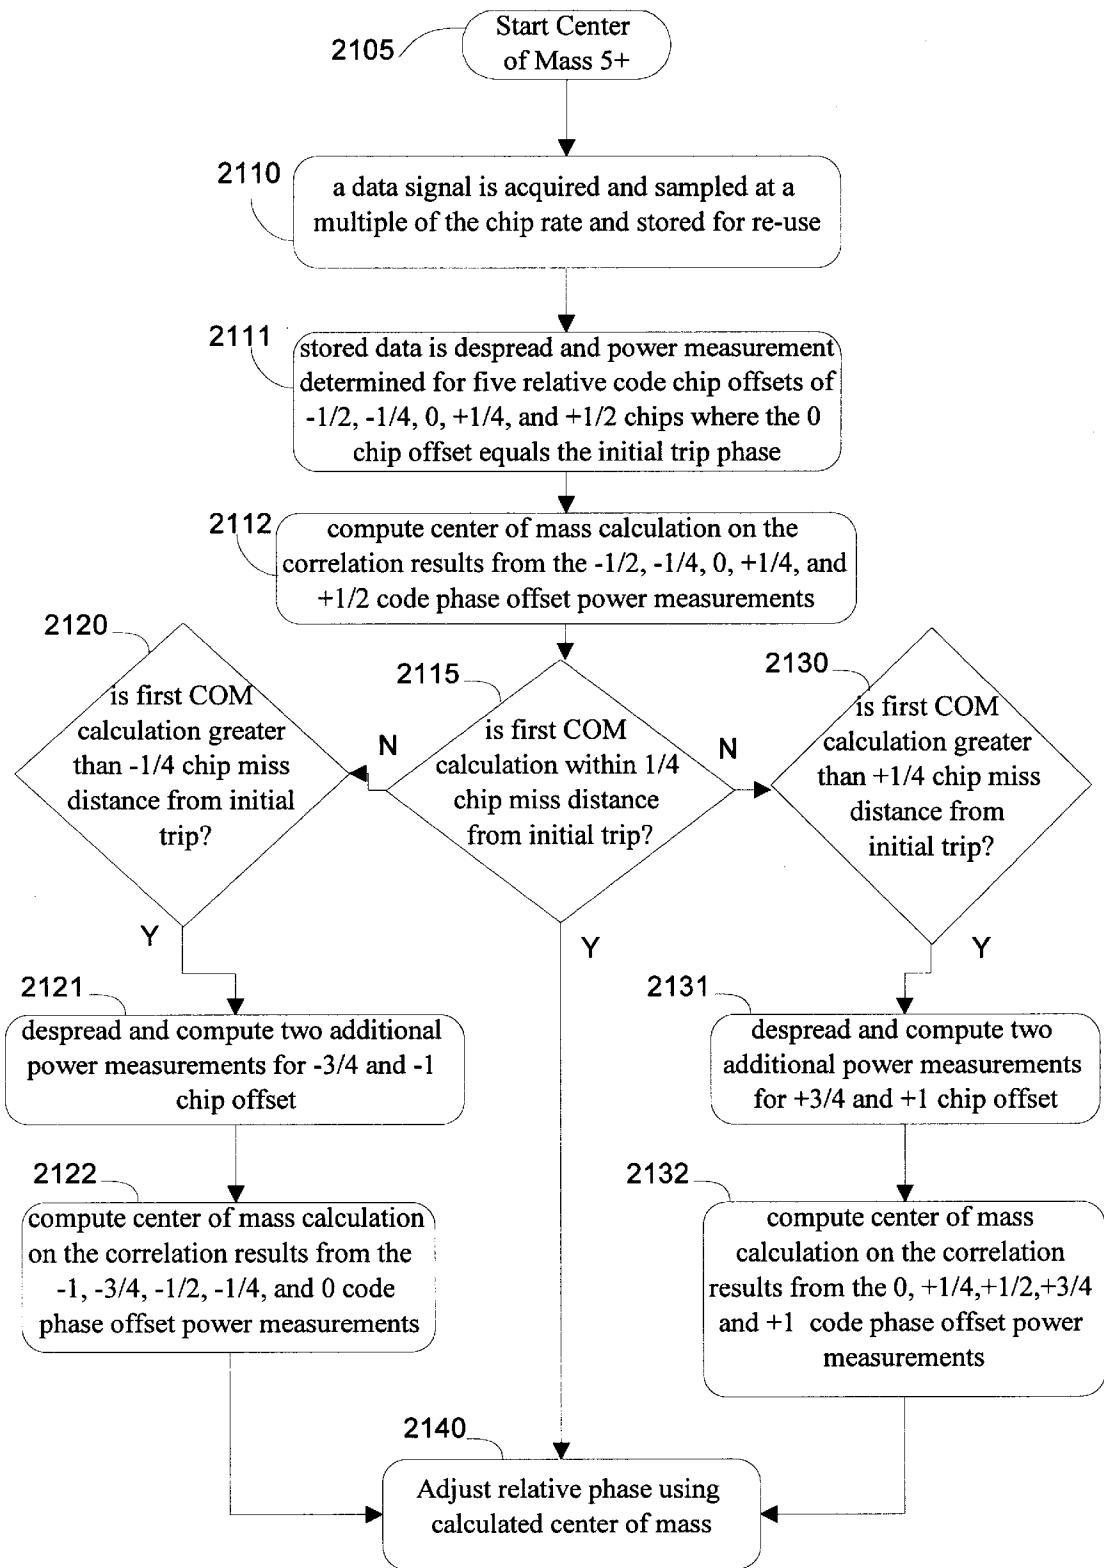 2105
Start Center
of Mass 5+
2110
a data signal is acquired and sampled at a
multiple of the chip rate and stored for re-use
2111
stored data is despread and power measurement
determined for five relative code chip offsets of
-1/2, -1/4, 0, +1/4, and +1/2 chips where the 0
chip offset equals the initial trip phase
2112
compute center of mass calculation on the
correlation results from the -1/2, -1/4, 0, +1/4, and
+1/2 code phase offset power measurements
2120
is first COM
calculation greater
than -1/4 chip miss
distance from initial
trip?
N
2115
is first COM
calculation within 1/4
chip miss distance
from initial trip?
N
2130
is first COM
calculation greater
than +1/4 chip miss
distance from
initial trip?
Y
Y
Y
2121
despread and compute two additional
power measurements for -3/4 and -1
chip offset
2131
despread and compute two
additional power measurements
for +3/4 and +1 chip offset
2122
compute center of mass calculation
on the correlation results from the
-1, -3/4, -1/2, -1/4, and 0 code
phase offset power measurements
2132
compute center of mass
calculation on the correlation
results from the 0, +1/4,+1/2,+3/4
and +1 code phase offset power
measurements
2140
Adjust relative phase using
calculated center of mass